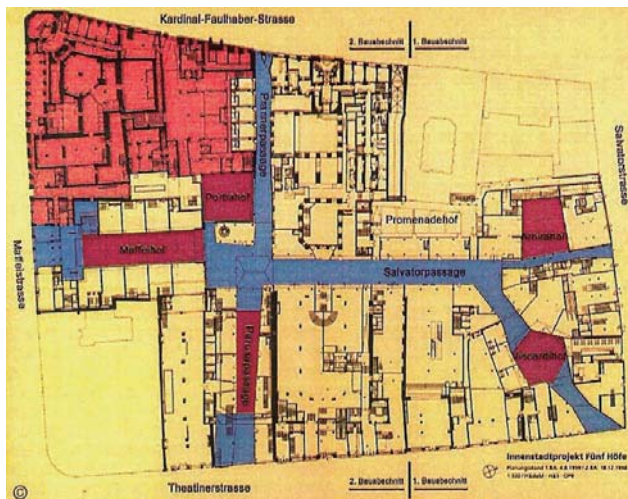 Kardinal-Faulhaber-Strasse
2. Bauabschnitt
1. Bauabschnitt
Prannerpassage
Salvatorstrasse
Portiahof
Promenadehof
Amirahof
Maffeistrasse
Maffeihof
Salvatorpassage
Perusapassage
Viscardihof
Innenstadtprojekt Fünf Höfe
Theatinerstrasse
2. Bauabschnitt
1. Bauabschnitt
©